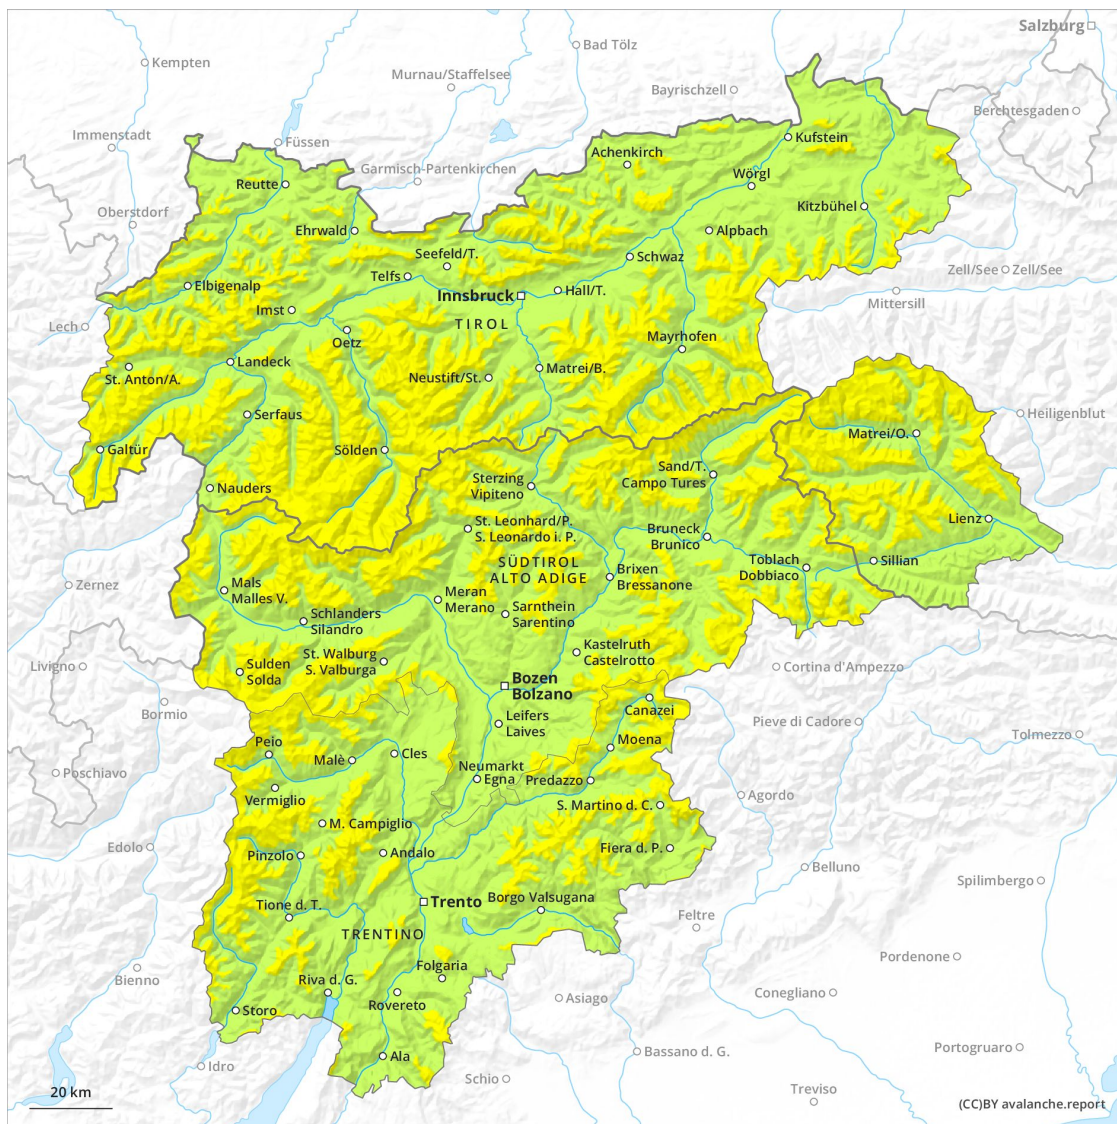 Salzburg
Bad Tölz
Kempten
Murnau/Staffelsee
Bayrischzell
Berchtesgaden
Immenstadt
Füssen
Kufstein
Achenkirch
Garmisch-Partenkirchen
Wörgl
Reutte
Kitzbühel
Oberstdorf
Ehrwald
Alpbach
Seefeld/T.
Schwaz
Telfs
Zell/See
Zell/See
Elbigenalp
Hall/T.
Innsbruck
Mittersill
Imst
TIROL
Lech
Oetz
Mayrhofen
Landeck
Matrei/B.
St. Anton/A.
Neustift/St.
Serfaus
Heiligenblut
Matrei/O.
Galtür
Sölden
Sand/T.
Campo Tures
Sterzing
Vipiteno
Nauders
Lienz
St. Leonhard/P.
S. Leonardo i. P.
Bruneck
Brunico
Toblach
Dobbiaco
Sillian
SÜDTIROL
ALTO ADIGE
Brixen
Bressanone
Zernez
Mals
Malles V.
Meran
Merano
Schlanders
Silandro
Sarnthein
Sarentino
Kastelruth
Castelrotto
St. Walburg
S. Valburga
Livigno
Sulden
Solda
Cortina d'Ampezzo
Bozen
Bolzano
Bormio
Canazei
Leifers
Laives
Pieve di Cadore
Tolmezzo
Peio
Moena
Malè
Cles
Poschiavo
Neumarkt
Egna
Predazzo
Vermiglio
Agordo
S. Martino d. C.
M. Campiglio
Edolo
Pinzolo
Andalo
Fiera d. P.
Belluno
Spilimbergo
Trento
Borgo Valsugana
Tione d. T.
Feltre
TRENTINO
Pordenone
Folgaria
Bienno
Riva d. G.
Rovereto
Asiago
Conegliano
Storo
Portogruaro
Ala
Bassano d. G.
Idro
Schio
Treviso
20 km
(CC)BY avalanche.report